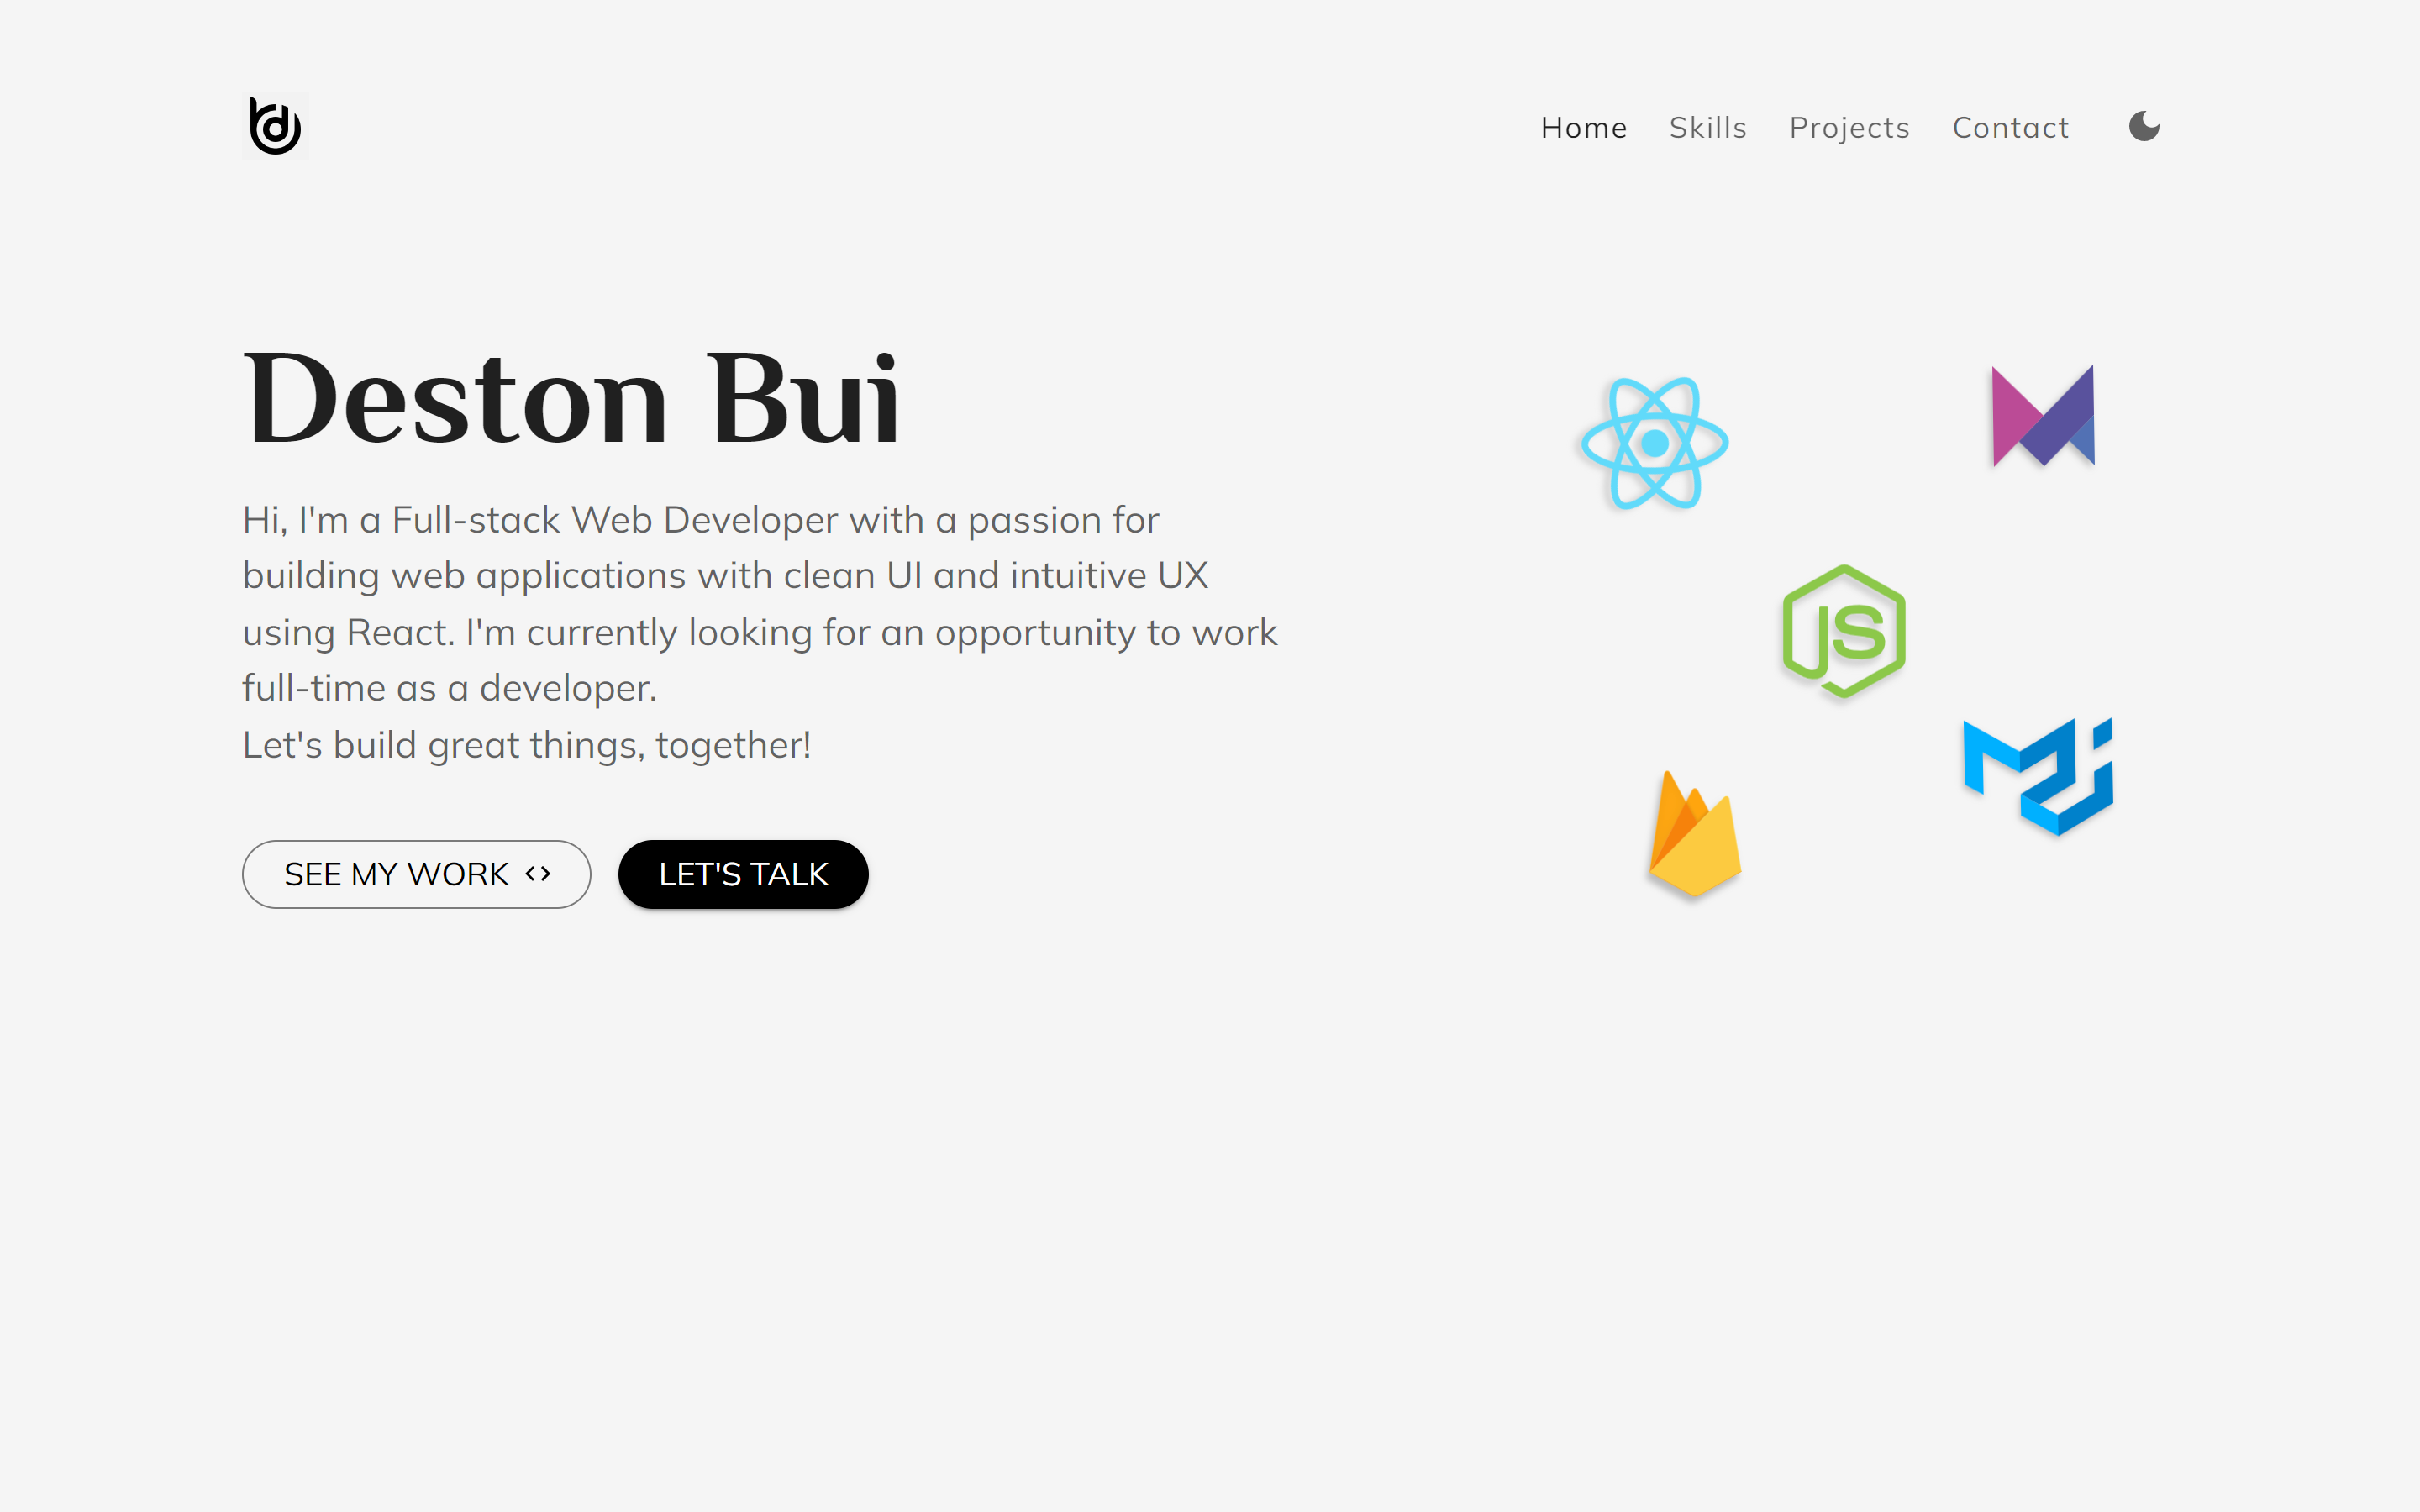 Home Skills Projects Contact
Deston Bui
Hi, I'm a Full-stack Web Developer with a passion for
building web applications with clean UI and intuitive UX
using React. I'm currently looking for an opportunity to work
full-time as a developer.
Let's build great things, together!
SEE MY WORK <> LET'S TALK
JS